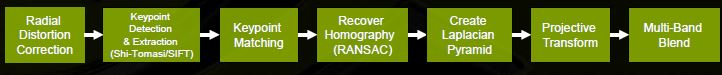 Radial
Distortion
Correction
Keypoint
Detection
& Extraction
(Shi-Tomasi/SIFT)
Keypoint
Matching
Recover
Homography
(RANSAC)
Create
Laplacian
Pyramid
Projective
Transform
Multi-Band
Blend